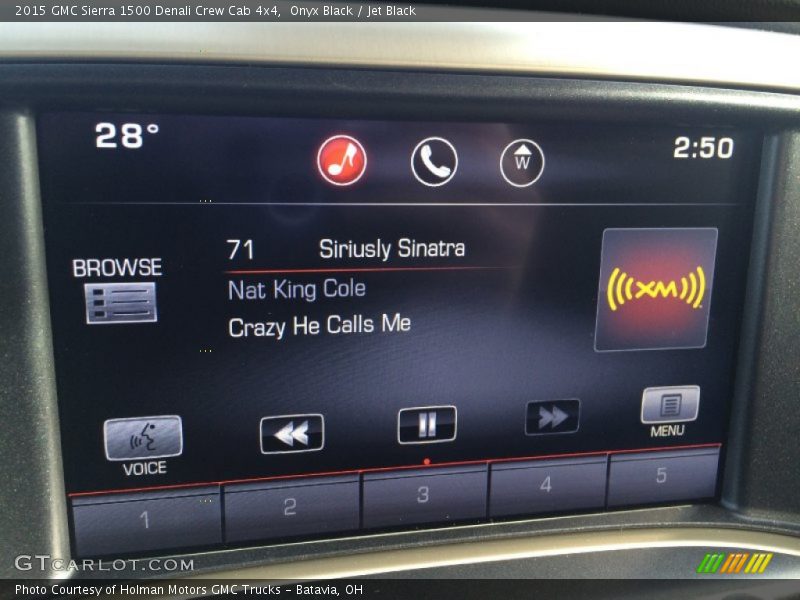 2015 GMC Sierra 1500 Denali Crew Cab 4x4,  Onyx Black / Jet Black
28°
W
2:50
71 Siriusly Sinatra
BROWSE
Nat King Cole
((( XM )))
Crazy He Calls Me
VOICE
MENU
1 2 3 4 5
GTCARLOT.COM
Photo Courtesy of Holman Motors GMC Trucks - Batavia, OH